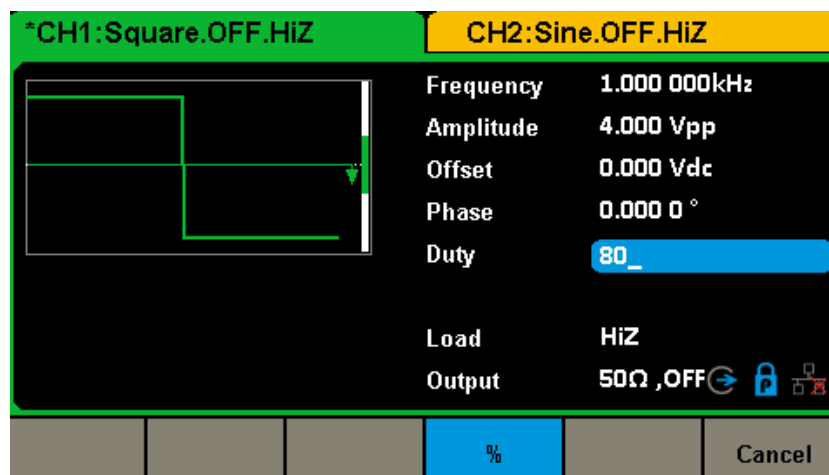 *CH1:Square.OFF.HiZ CH2:Sine.OFF.HiZ
Frequency 1.000 000kHz
Amplitude 4.000 Vpp
Offset 0.000 Vdc
Phase 0.000 0 °
Duty 80_
Load HiZ
Output 50Ω ,OFF P
% Cancel